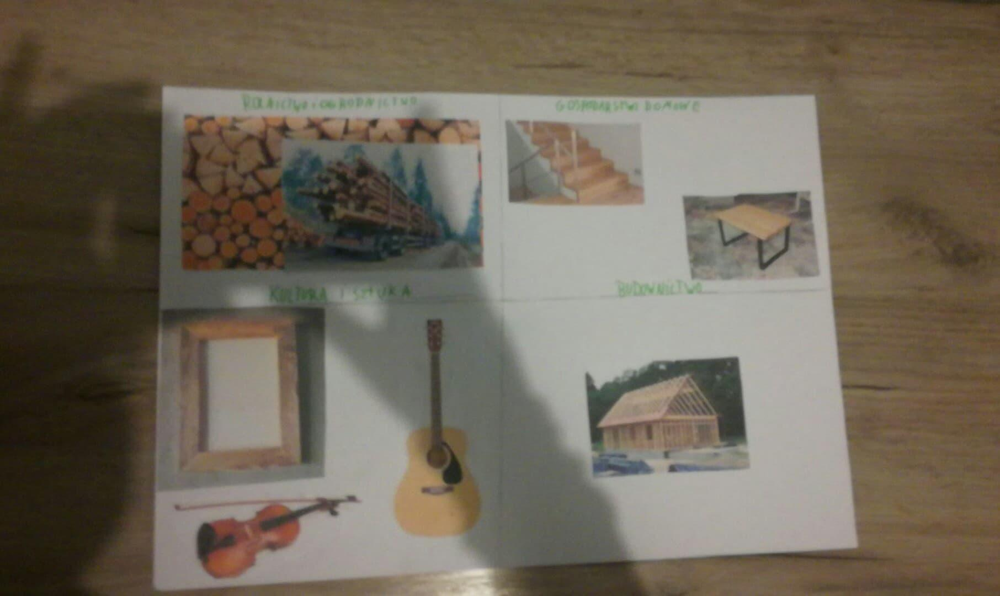 ROLNICTWO I OGRODNICTWO
GOSPODARSTWO DOMOWE
KULTURA I SZTUKA
BUDOWNICTWO